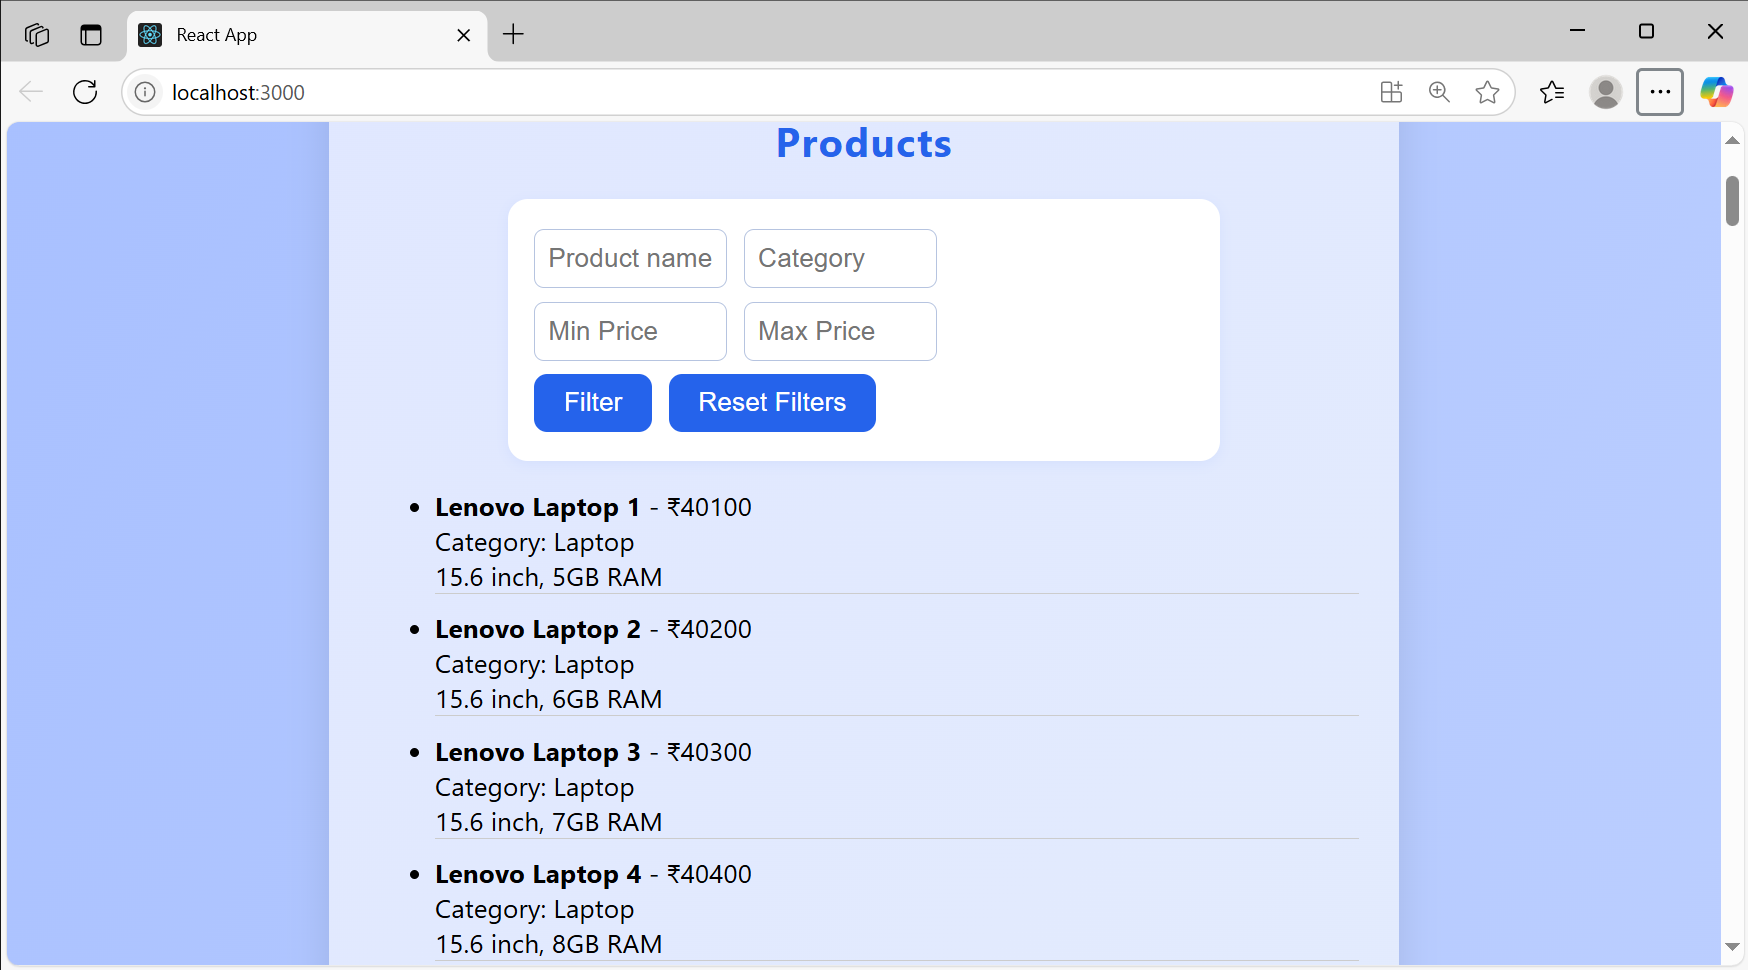 React App
localhost:3000
Products
Product name Category
Min Price Max Price
Filter Reset Filters
Lenovo Laptop 1 - ₹40100
Category: Laptop
15.6 inch, 5GB RAM
Lenovo Laptop 2 - ₹40200
Category: Laptop
15.6 inch, 6GB RAM
Lenovo Laptop 3 - ₹40300
Category: Laptop
15.6 inch, 7GB RAM
Lenovo Laptop 4 - ₹40400
Category: Laptop
15.6 inch, 8GB RAM